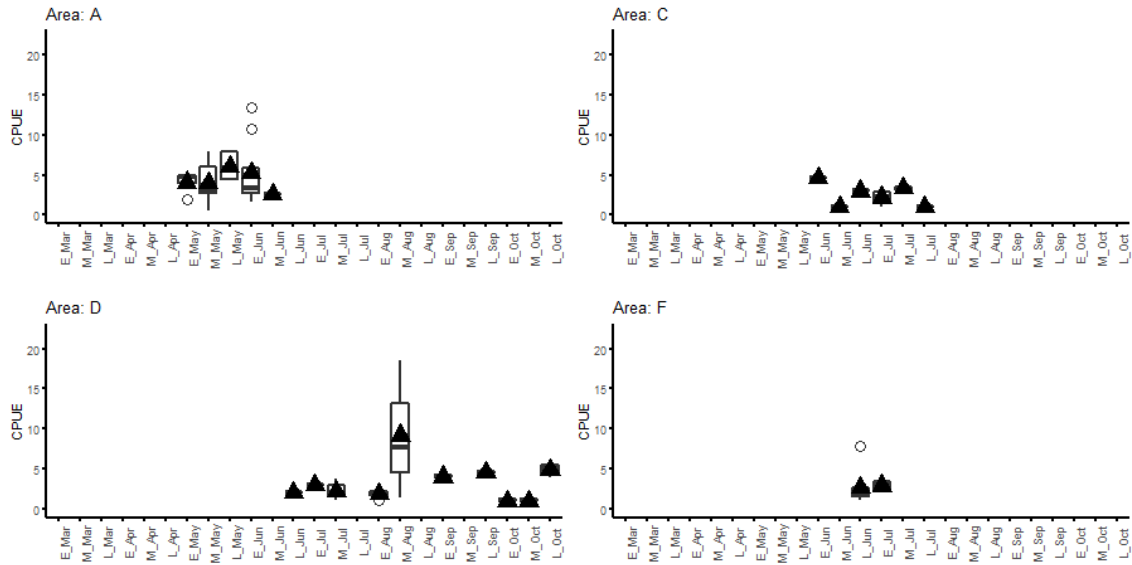 Area: A
CPUE
20
15
10
5
0
E_Mar
M_Mar
L_Mar
E_Apr
M_Apr
L_Apr
E_May
M_May
L_May
E_Jun
M_Jun
L_Jun
E_Jul
M_Jul
L_Jul
E_Aug
M_Aug
L_Aug
E_Sep
M_Sep
L_Sep
E_Oct
M_Oct
L_Oct
Area: C
CPUE
20
15
10
5
0
E_Mar
M_Mar
L_Mar
E_Apr
M_Apr
L_Apr
E_May
M_May
L_May
E_Jun
M_Jun
L_Jun
E_Jul
M_Jul
L_Jul
E_Aug
M_Aug
L_Aug
E_Sep
M_Sep
L_Sep
E_Oct
M_Oct
L_Oct
Area: D
CPUE
20
15
10
5
0
E_Mar
M_Mar
L_Mar
E_Apr
M_Apr
L_Apr
E_May
M_May
L_May
E_Jun
M_Jun
L_Jun
E_Jul
M_Jul
L_Jul
E_Aug
M_Aug
L_Aug
E_Sep
M_Sep
L_Sep
E_Oct
M_Oct
L_Oct
Area: F
CPUE
20
15
10
5
0
E_Mar
M_Mar
L_Mar
E_Apr
M_Apr
L_Apr
E_May
M_May
L_May
E_Jun
M_Jun
L_Jun
E_Jul
M_Jul
L_Jul
E_Aug
M_Aug
L_Aug
E_Sep
M_Sep
L_Sep
E_Oct
M_Oct
L_Oct